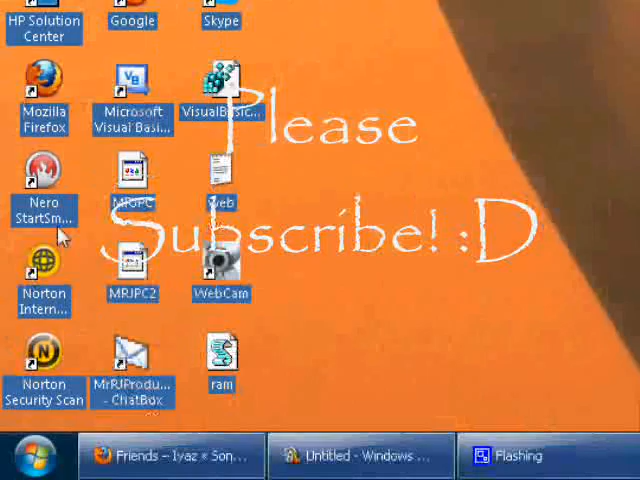 HP Solution
Center
Google
Skype
Mozilla
Firefox
Microsoft
Visual Basi...
VisualBasic...
Please
Nero
StartSm...
MRJPC
Web
Subscribe! :D
Norton
Intern...
MRJPC2
WebCam
Norton
Security Scan
MrRJProdu...
- ChatBox
ram
Friends – Iyaz « Son...
Untitled - Windows ...
Flashing